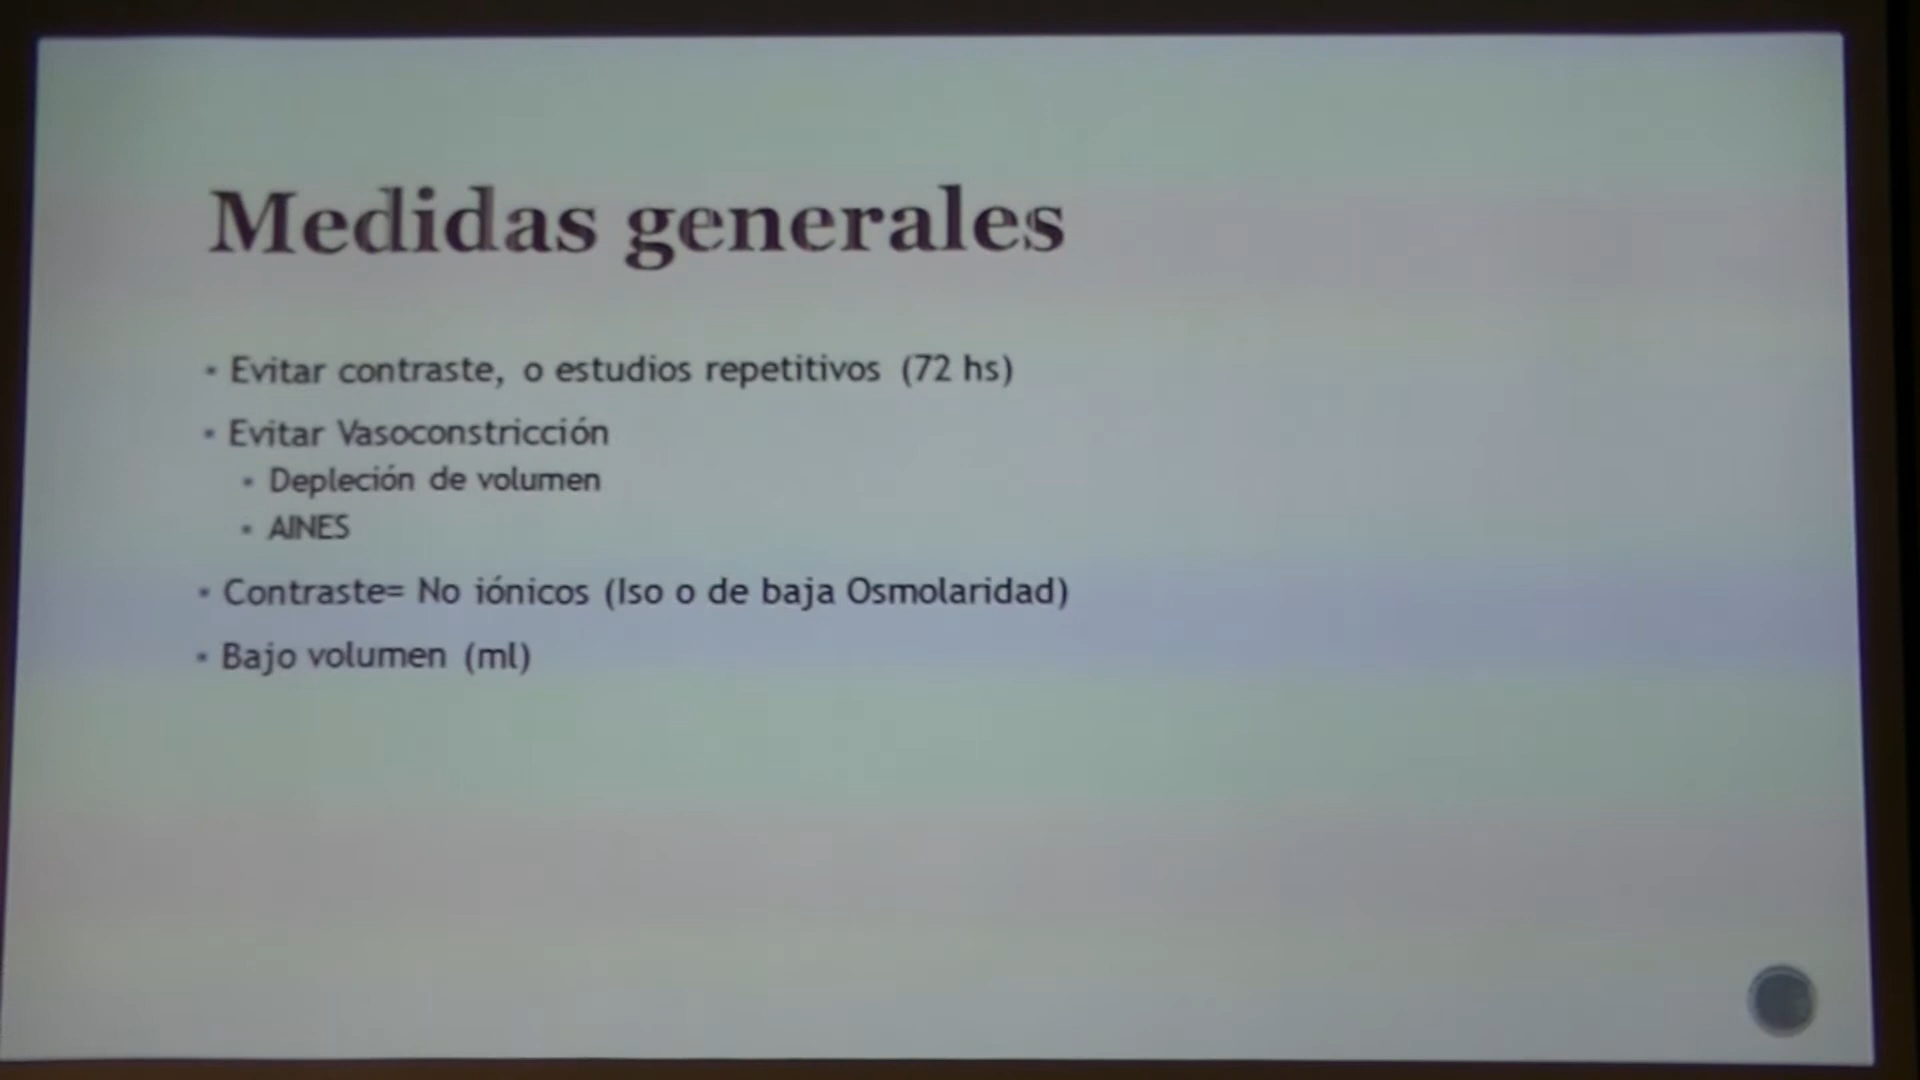 Medidas generales
▪ Evitar contraste, o estudios repetitivos (72 hs)
▪ Evitar Vasoconstricción
▪ Depleción de volumen
▪ AINES
▪ Contraste= No iónicos (Iso o de baja Osmolaridad)
▪ Bajo volumen (ml)